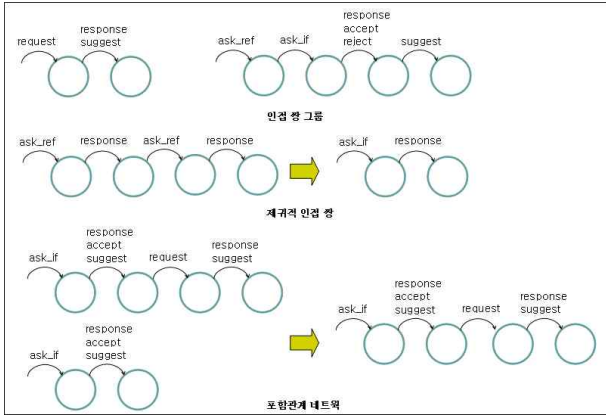 request
response
suggest
ask_ref
ask_if
response
accept
reject
suggest
인접 쌍 그룹
ask_ref
response
ask_ref
response
ask_if
response
재귀적 인접 쌍
ask_if
response
accept
suggest
request
response
suggest
ask_if
response
accept
suggest
ask_if
response
accept
suggest
request
response
suggest
포함관계 네트웍